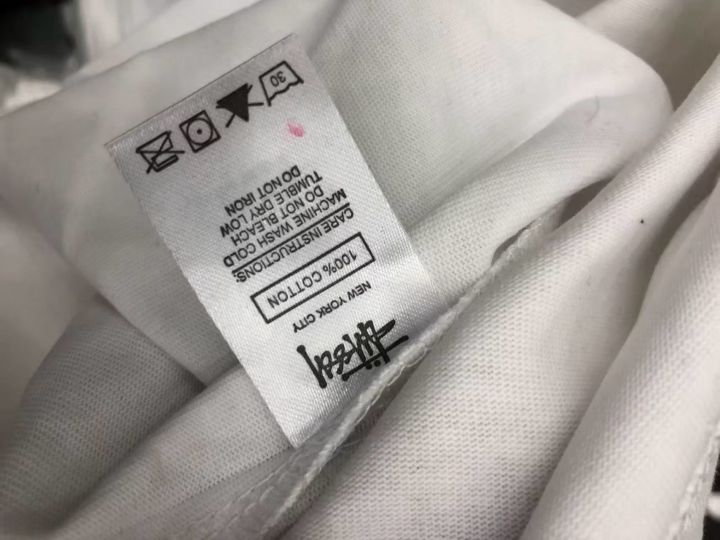 NEW YORK CITY
100% COTTON
CARE INSTRUCTIONS:
MACHINE WASH COLD
DO NOT BLEACH
TUMBLE DRY LOW
DO NOT IRON
30